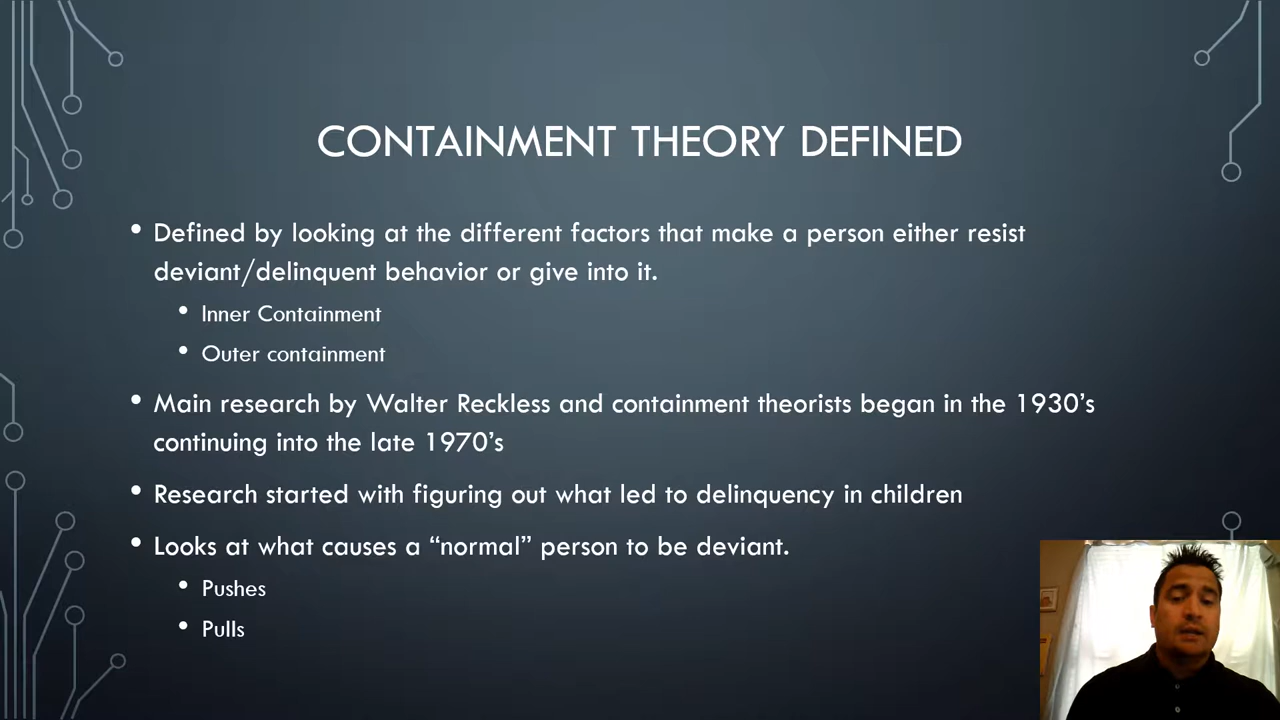 CONTAINMENT THEORY DEFINED
• Defined by looking at the different factors that make a person either resist
deviant/delinquent behavior or give into it.
• Inner Containment
• Outer containment
• Main research by Walter Reckless and containment theorists began in the 1930’s
continuing into the late 1970’s
• Research started with figuring out what led to delinquency in children
• Looks at what causes a “normal” person to be deviant.
• Pushes
• Pulls